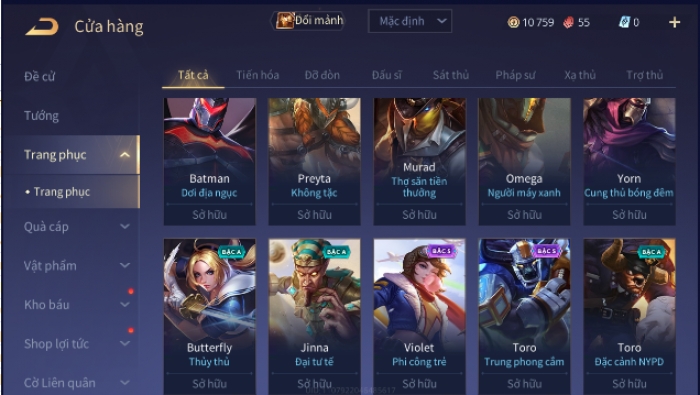 Cửa hàng
Đổi mảnh
Mặc định
10 759
55
0
+
Đề cử
Tướng
Trang phục
• Trang phục
Quà cáp
Vật phẩm
Kho báu
Shop lợi tức
Cờ Liên quân
Tất cả
Tiến hóa
Đỡ đòn
Đấu sĩ
Sát thủ
Pháp sư
Xạ thủ
Trợ thủ
Batman
Dơi địa ngục
Sở hữu
Preyta
Không tặc
Sở hữu
Murad
Thợ săn tiền
thưởng
Sở hữu
Omega
Người máy xanh
Sở hữu
Yorn
Cung thủ bóng đêm
Sở hữu
BẬC A
Butterfly
Thủy thủ
Sở hữu
BẬC A
Jinna
Đại tư tế
Sở hữu
BẬC S
Violet
Phi công trẻ
Sở hữu
BẬC S
Toro
Trung phong cắm
Sở hữu
BẬC A
Toro
Đặc cảnh NYPD
Sở hữu